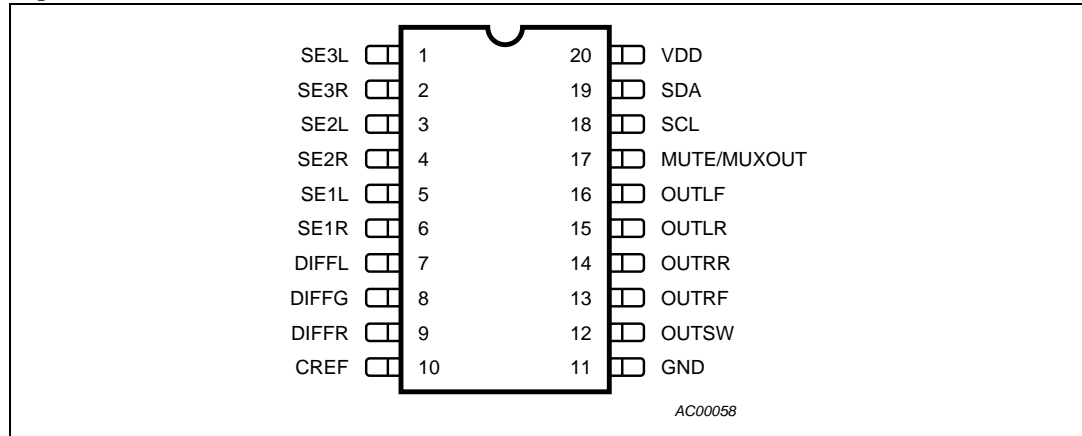 SE3L 1 20 VDD
SE3R 2 19 SDA
SE2L 3 18 SCL
SE2R 4 17 MUTE/MUXOUT
SE1L 5 16 OUTLF
SE1R 6 15 OUTLR
DIFFL 7 14 OUTRR
DIFFG 8 13 OUTRF
DIFFR 9 12 OUTSW
CREF 10 11 GND
AC00058